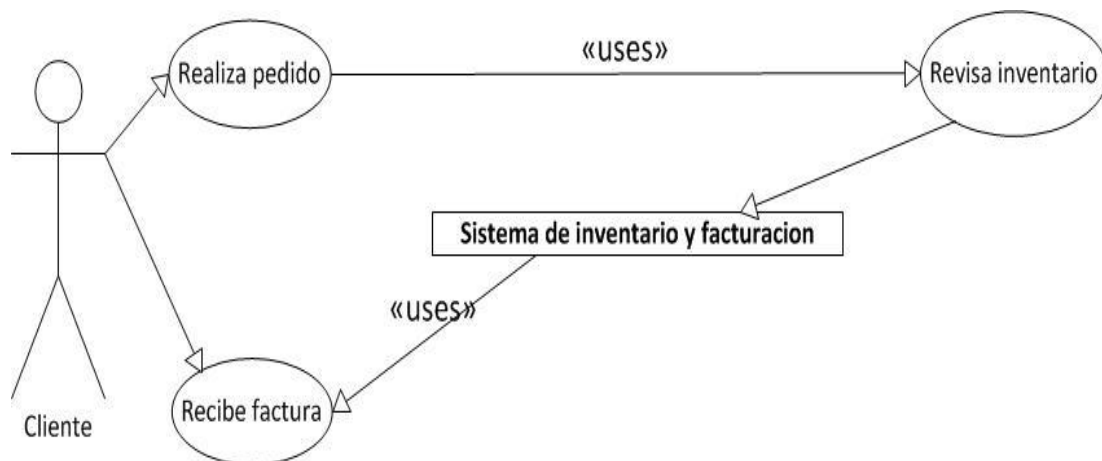 «uses»
Realiza pedido
Revisa inventario
Sistema de inventario y facturacion
«uses»
Recibe factura
Cliente